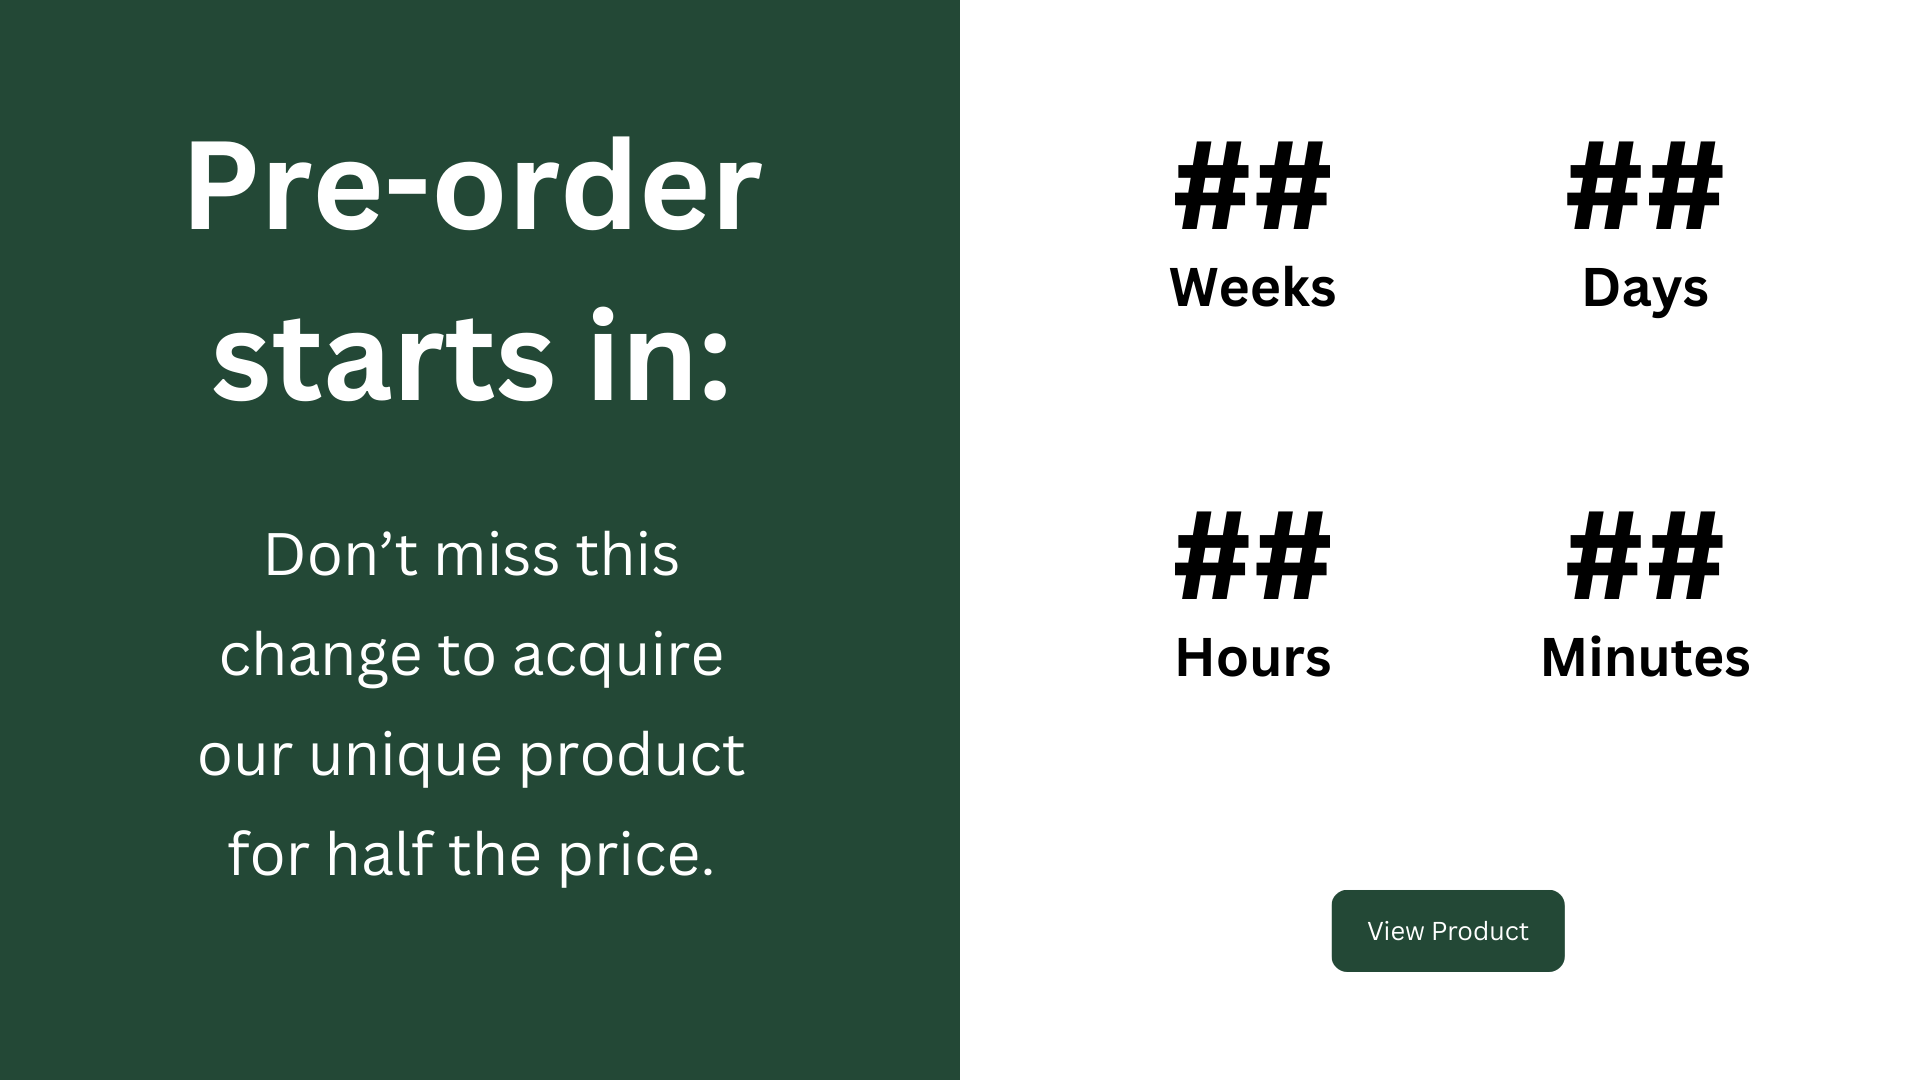 Pre-order
starts in:
Don’t miss this
change to acquire
our unique product
for half the price.
## ##
Weeks Days
## ##
Hours Minutes
View Product